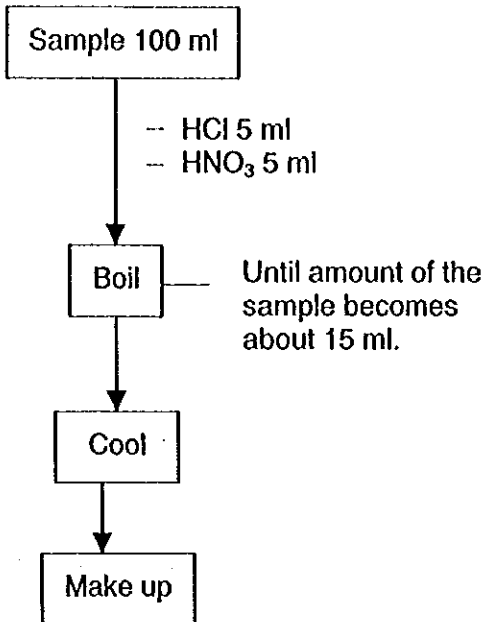 Sample 100 ml
– HCl 5 ml
– HNO₃ 5 ml
Boil
Until amount of the
sample becomes
about 15 ml.
Cool
Make up